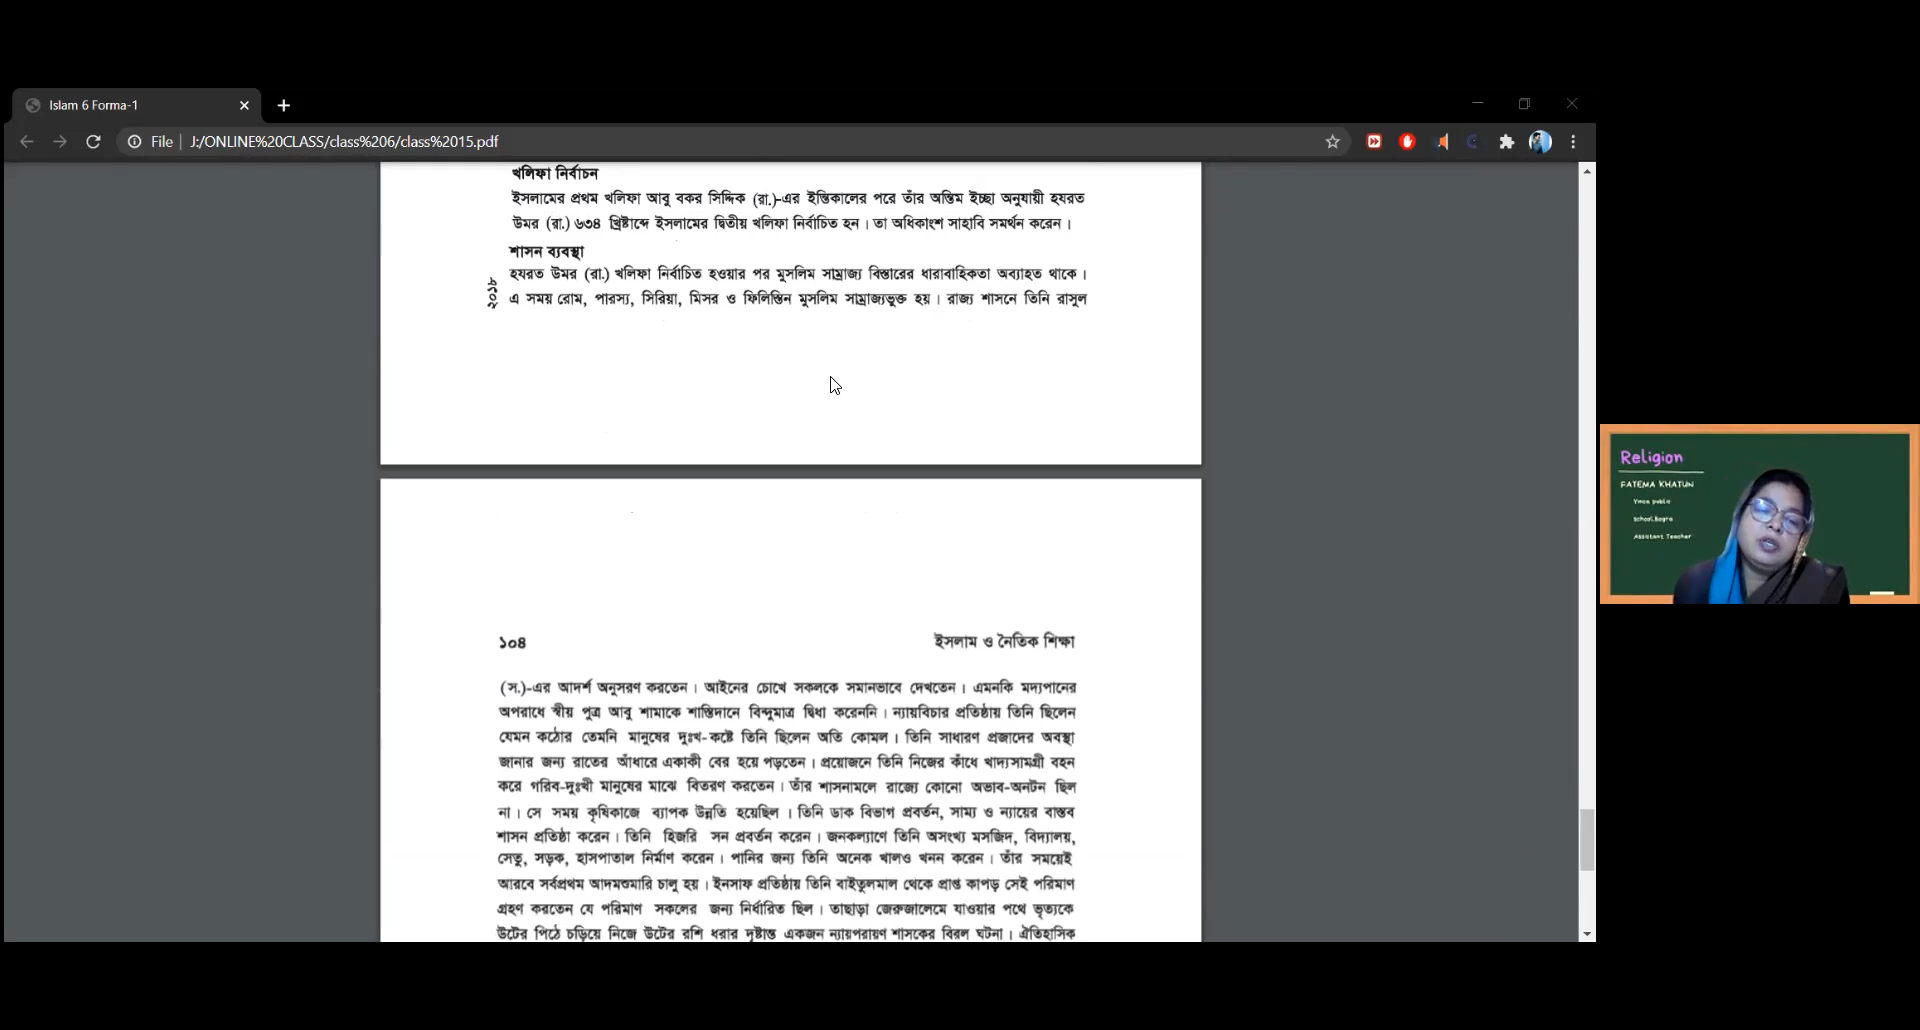 Islam 6 Forma-1
File | J:/ONLINE%20CLASS/class%206/class%2015.pdf
খলিফা নির্বাচন
ইসলামের প্রথম খলিফা আবু বকর সিদ্দিক (রা.)-এর ইন্তিকালের পরে তাঁর অন্তিম ইচ্ছা অনুযায়ী হযরত
উমর (রা.) ৬৩৪ খ্রিষ্টাব্দে ইসলামের দ্বিতীয় খলিফা নির্বাচিত হন। তা অধিকাংশ সাহাবি সমর্থন করেন।
শাসন ব্যবস্থা
হযরত উমর (রা.) খলিফা নির্বাচিত হওয়ার পর মুসলিম সাম্রাজ্য বিস্তারের ধারাবাহিকতা অব্যাহত থাকে।
২০১৮
এ সময় রোম, পারস্য, সিরিয়া, মিসর ও ফিলিস্তিন মুসলিম সাম্রাজ্যভুক্ত হয়। রাজ্য শাসনে তিনি রাসুল
১০৪
ইসলাম ও নৈতিক শিক্ষা
(স.)-এর আদর্শ অনুসরণ করতেন। আইনের চোখে সকলকে সমানভাবে দেখতেন। এমনকি মদ্যপানের
অপরাধে স্বীয় পুত্র আবু শামাকে শাস্তিদানে বিন্দুমাত্র দ্বিধা করেননি। ন্যায়বিচার প্রতিষ্ঠায় তিনি ছিলেন
যেমন কঠোর তেমনি মানুষের দুঃখ-কষ্টে তিনি ছিলেন অতি কোমল। তিনি সাধারণ প্রজাদের অবস্থা
জানার জন্য রাতের আঁধারে একাকী বের হয়ে পড়তেন। প্রয়োজনে তিনি নিজের কাঁধে খাদ্যসামগ্রী বহন
করে গরিব-দুঃখী মানুষের মাঝে বিতরণ করতেন। তাঁর শাসনামলে রাজ্যে কোনো অভাব-অনটন ছিল
না। সে সময় কৃষিকাজে ব্যাপক উন্নতি হয়েছিল। তিনি ডাক বিভাগ প্রবর্তন, সাম্য ও ন্যায়ের বাস্তব
শাসন প্রতিষ্ঠা করেন। তিনি হিজরি সন প্রবর্তন করেন। জনকল্যাণে তিনি অসংখ্য মসজিদ, বিদ্যালয়,
সেতু, সড়ক, হাসপাতাল নির্মাণ করেন। পানির জন্য তিনি অনেক খালও খনন করেন। তাঁর সময়েই
আরবে সর্বপ্রথম আদমশুমারি চালু হয়। ইনসাফ প্রতিষ্ঠায় তিনি বাইতুলমাল থেকে প্রাপ্ত কাপড় সেই পরিমাণ
গ্রহণ করতেন যে পরিমাণ সকলের জন্য নির্ধারিত ছিল। তাছাড়া জেরুজালেমে যাওয়ার পথে ভৃত্যকে
উটের পিঠে চড়িয়ে নিজে উটের রশি ধরার দৃষ্টান্ত একজন ন্যায়পরায়ণ শাসকের বিরল ঘটনা। ঐতিহাসিক
Religion
FATEMA KHATUN
Ymca public
School,Bogra
Assistant Teacher